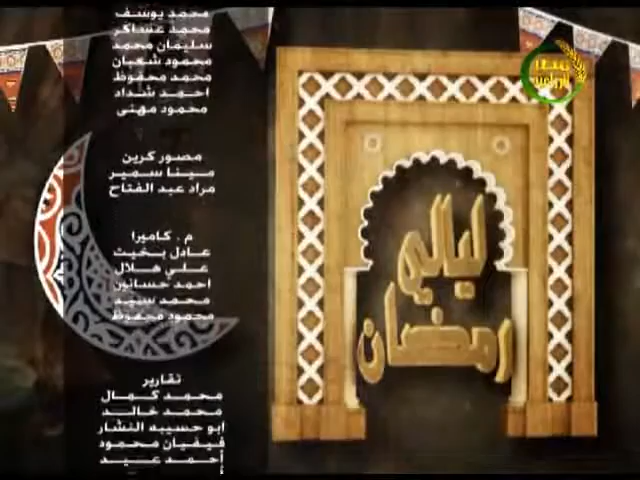 محمد يوسف
محمد عساكر
سليمان محمد
محمود شعبان
محمد محفوظ
احمد شداد
محمود مهنى
مصور كرين
مينا سمير
مراد عبد الفتاح
م . كاميرا
عادل بخيت
علي هلال
احمد حسانين
محمد سيد
محمود محفوظ
تقارير
محمد كمال
محمد خالد
ابو حسيبه النشار
فيفيان محمود
أحمد عيد
ليالي
رمضان
مصر